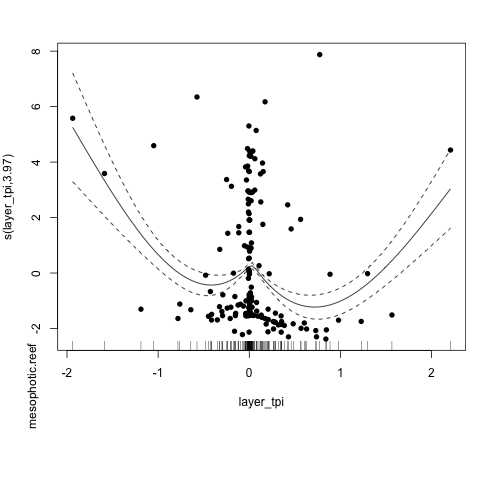 8
6
4
2
0
-2
s(layer_tpi,3.97)
mesophotic.reef
-2 -1 0 1 2
layer_tpi